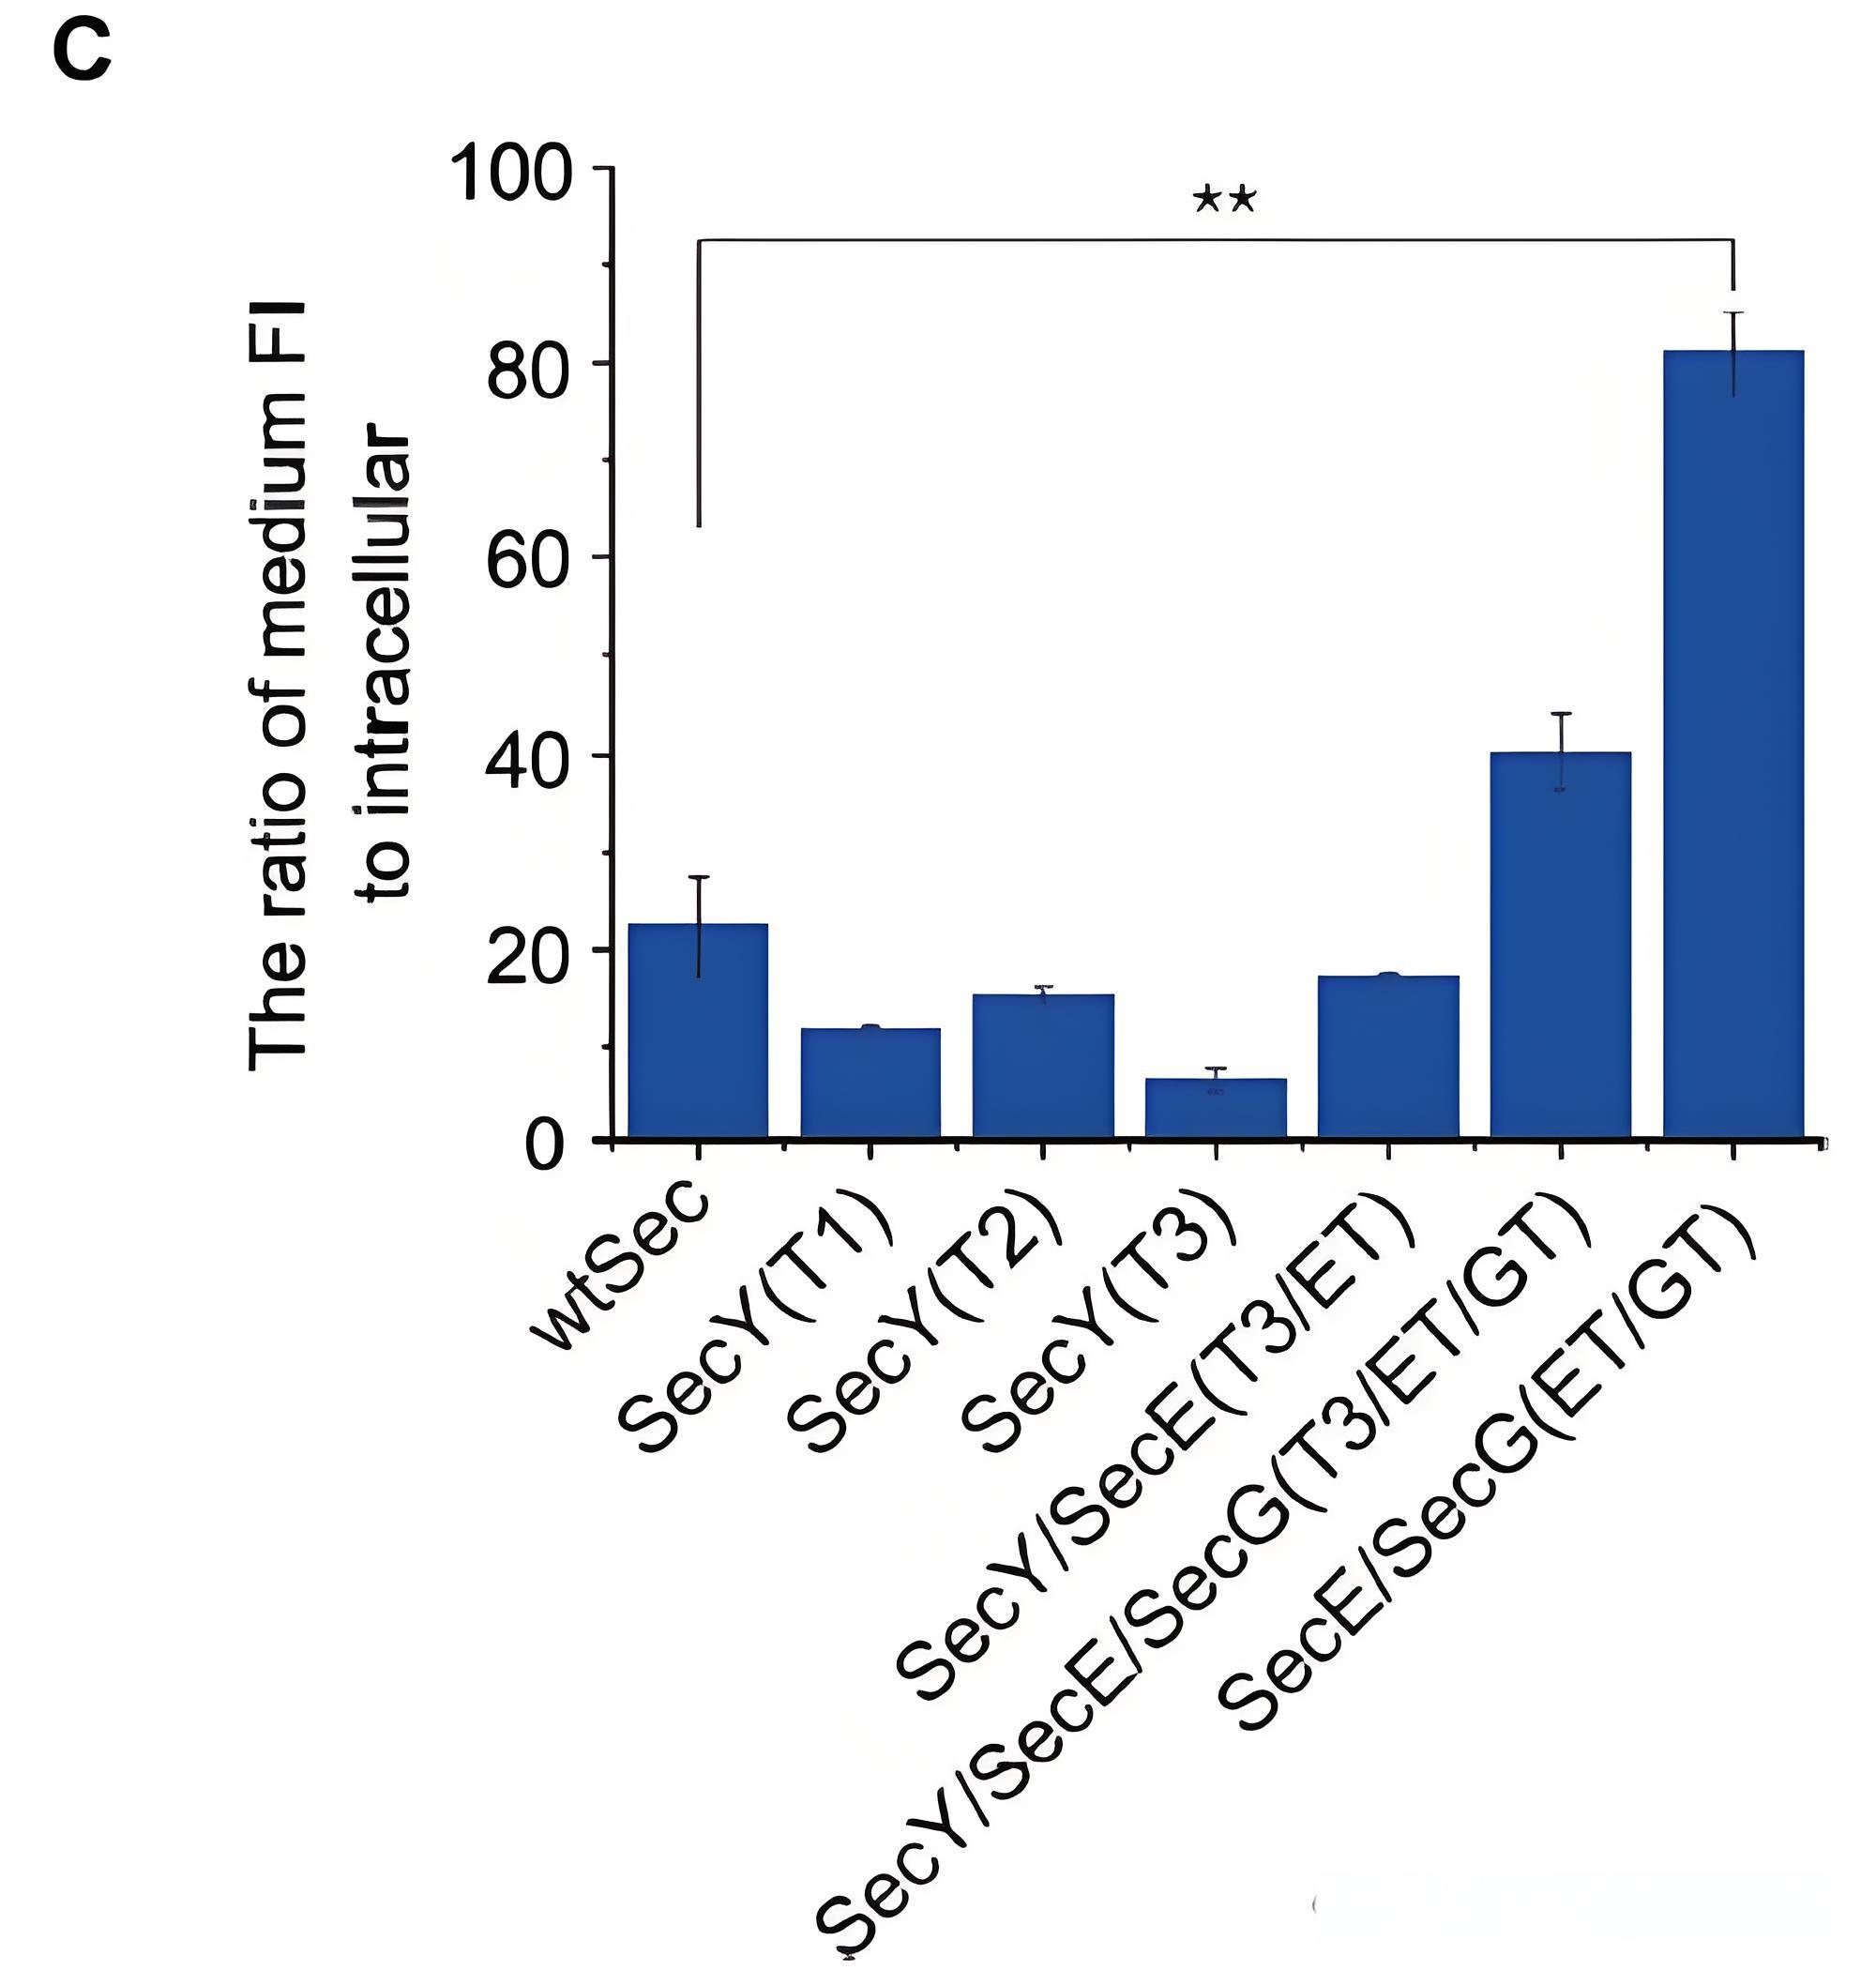 C
The ratio of medium FI
to intracellular
100
80
60
40
20
0
**
wtSec
SecY(T1)
SecY(T2)
SecY(T3)
SecY/SecE(T3/ET)
SecY/SecE/SecG(T3/ET/GT)
SecE/SecG(ET/GT)